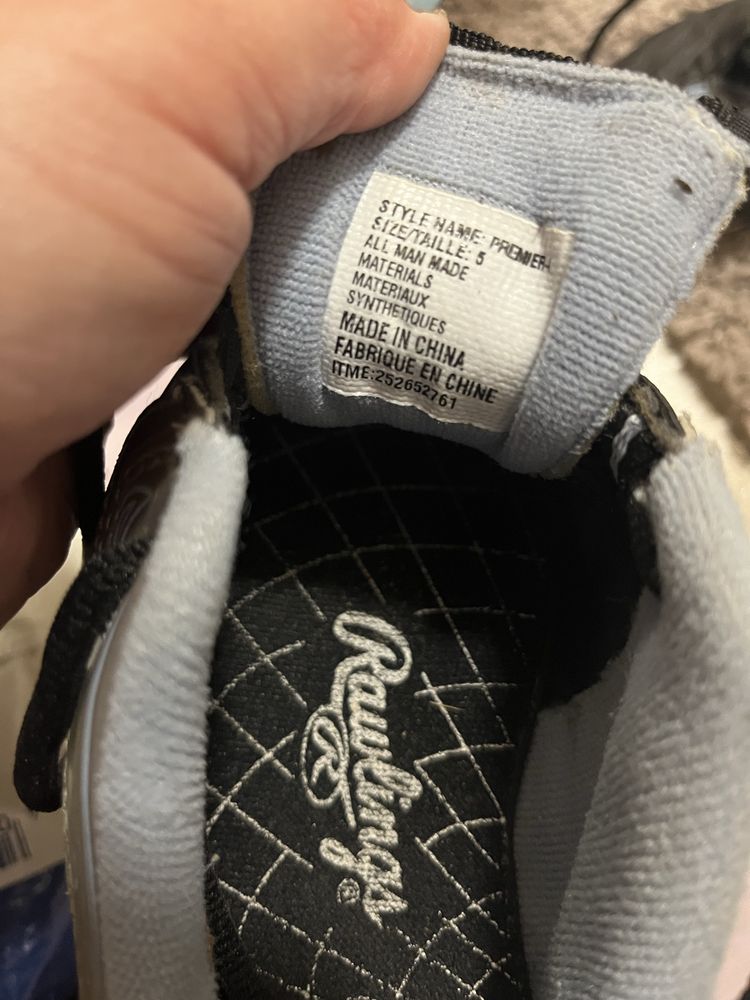 STYLE NAME: PREMIER-
SIZE/TAILLE: 5
ALL MAN MADE
MATERIALS
MATERIAUX
SYNTHETIQUES
MADE IN CHINA
FABRIQUE EN CHINE
ITME:252652761
Rawlings
R
®